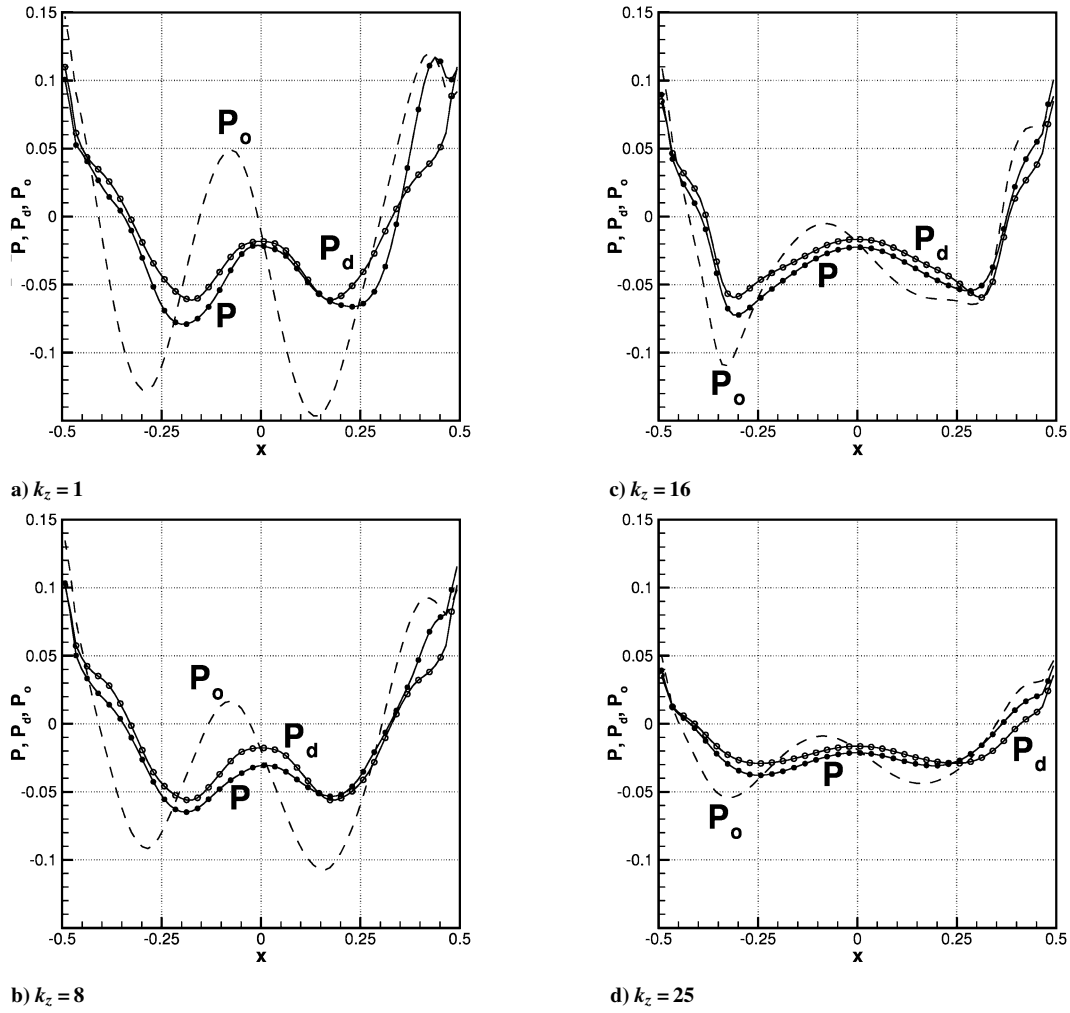 0.15
0.1
0.05
0
-0.05
-0.1
P, P_d, P_o
P_o
P_d
P
-0.5 -0.25 0 0.25 0.5
x
a) k_z = 1
0.15
0.1
0.05
0
-0.05
-0.1
P, P_d, P_o
P_d
P
P_o
-0.5 -0.25 0 0.25 0.5
x
c) k_z = 16
0.15
0.1
0.05
0
-0.05
-0.1
P, P_d, P_o
P_o
P_d
P
-0.5 -0.25 0 0.25 0.5
x
b) k_z = 8
0.15
0.1
0.05
0
-0.05
-0.1
P, P_d, P_o
P
P_d
P_o
-0.5 -0.25 0 0.25 0.5
x
d) k_z = 25